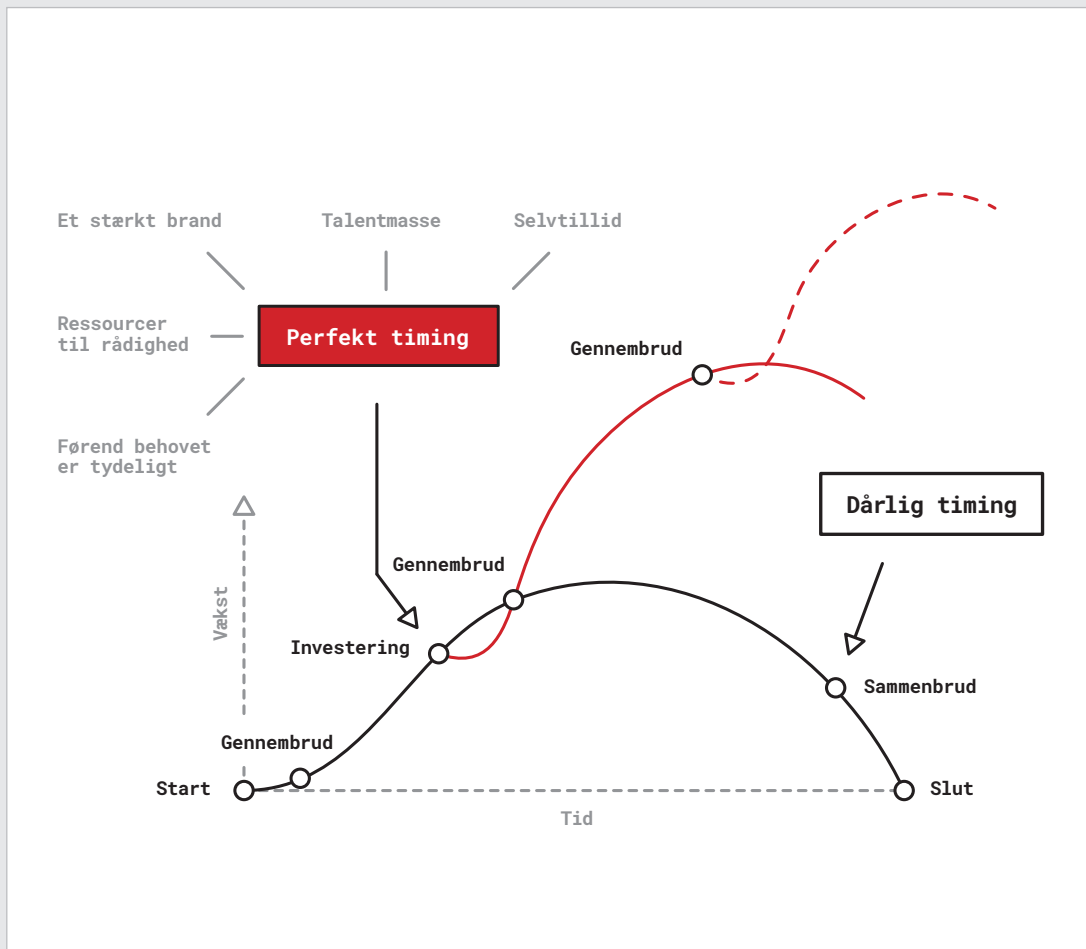 Et stærkt brand
Talentmasse
Selvtillid
Ressourcer
til rådighed
Perfekt timing
Gennembrud
Førend behovet
er tydeligt
Dårlig timing
Gennembrud
Vækst
Investering
Sammenbrud
Gennembrud
Start
Slut
Tid